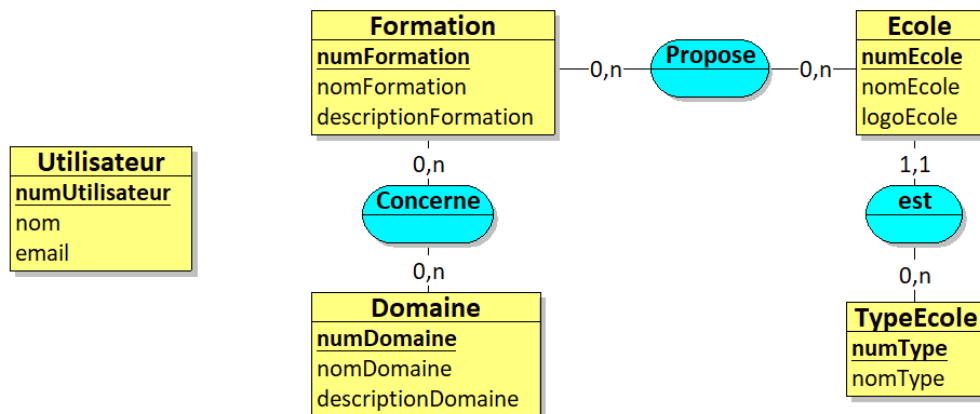 Formation
numFormation
nomFormation
descriptionFormation
0,n
Propose
0,n
Ecole
numEcole
nomEcole
logoEcole
Utilisateur
numUtilisateur
nom
email
0,n
Concerne
0,n
1,1
est
0,n
Domaine
numDomaine
nomDomaine
descriptionDomaine
TypeEcole
numType
nomType